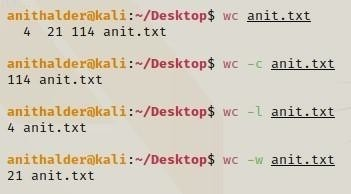 anithalder@kali:~/Desktop$ wc anit.txt
4 21 114 anit.txt
anithalder@kali:~/Desktop$ wc -c anit.txt
114 anit.txt
anithalder@kali:~/Desktop$ wc -l anit.txt
4 anit.txt
anithalder@kali:~/Desktop$ wc -w anit.txt
21 anit.txt